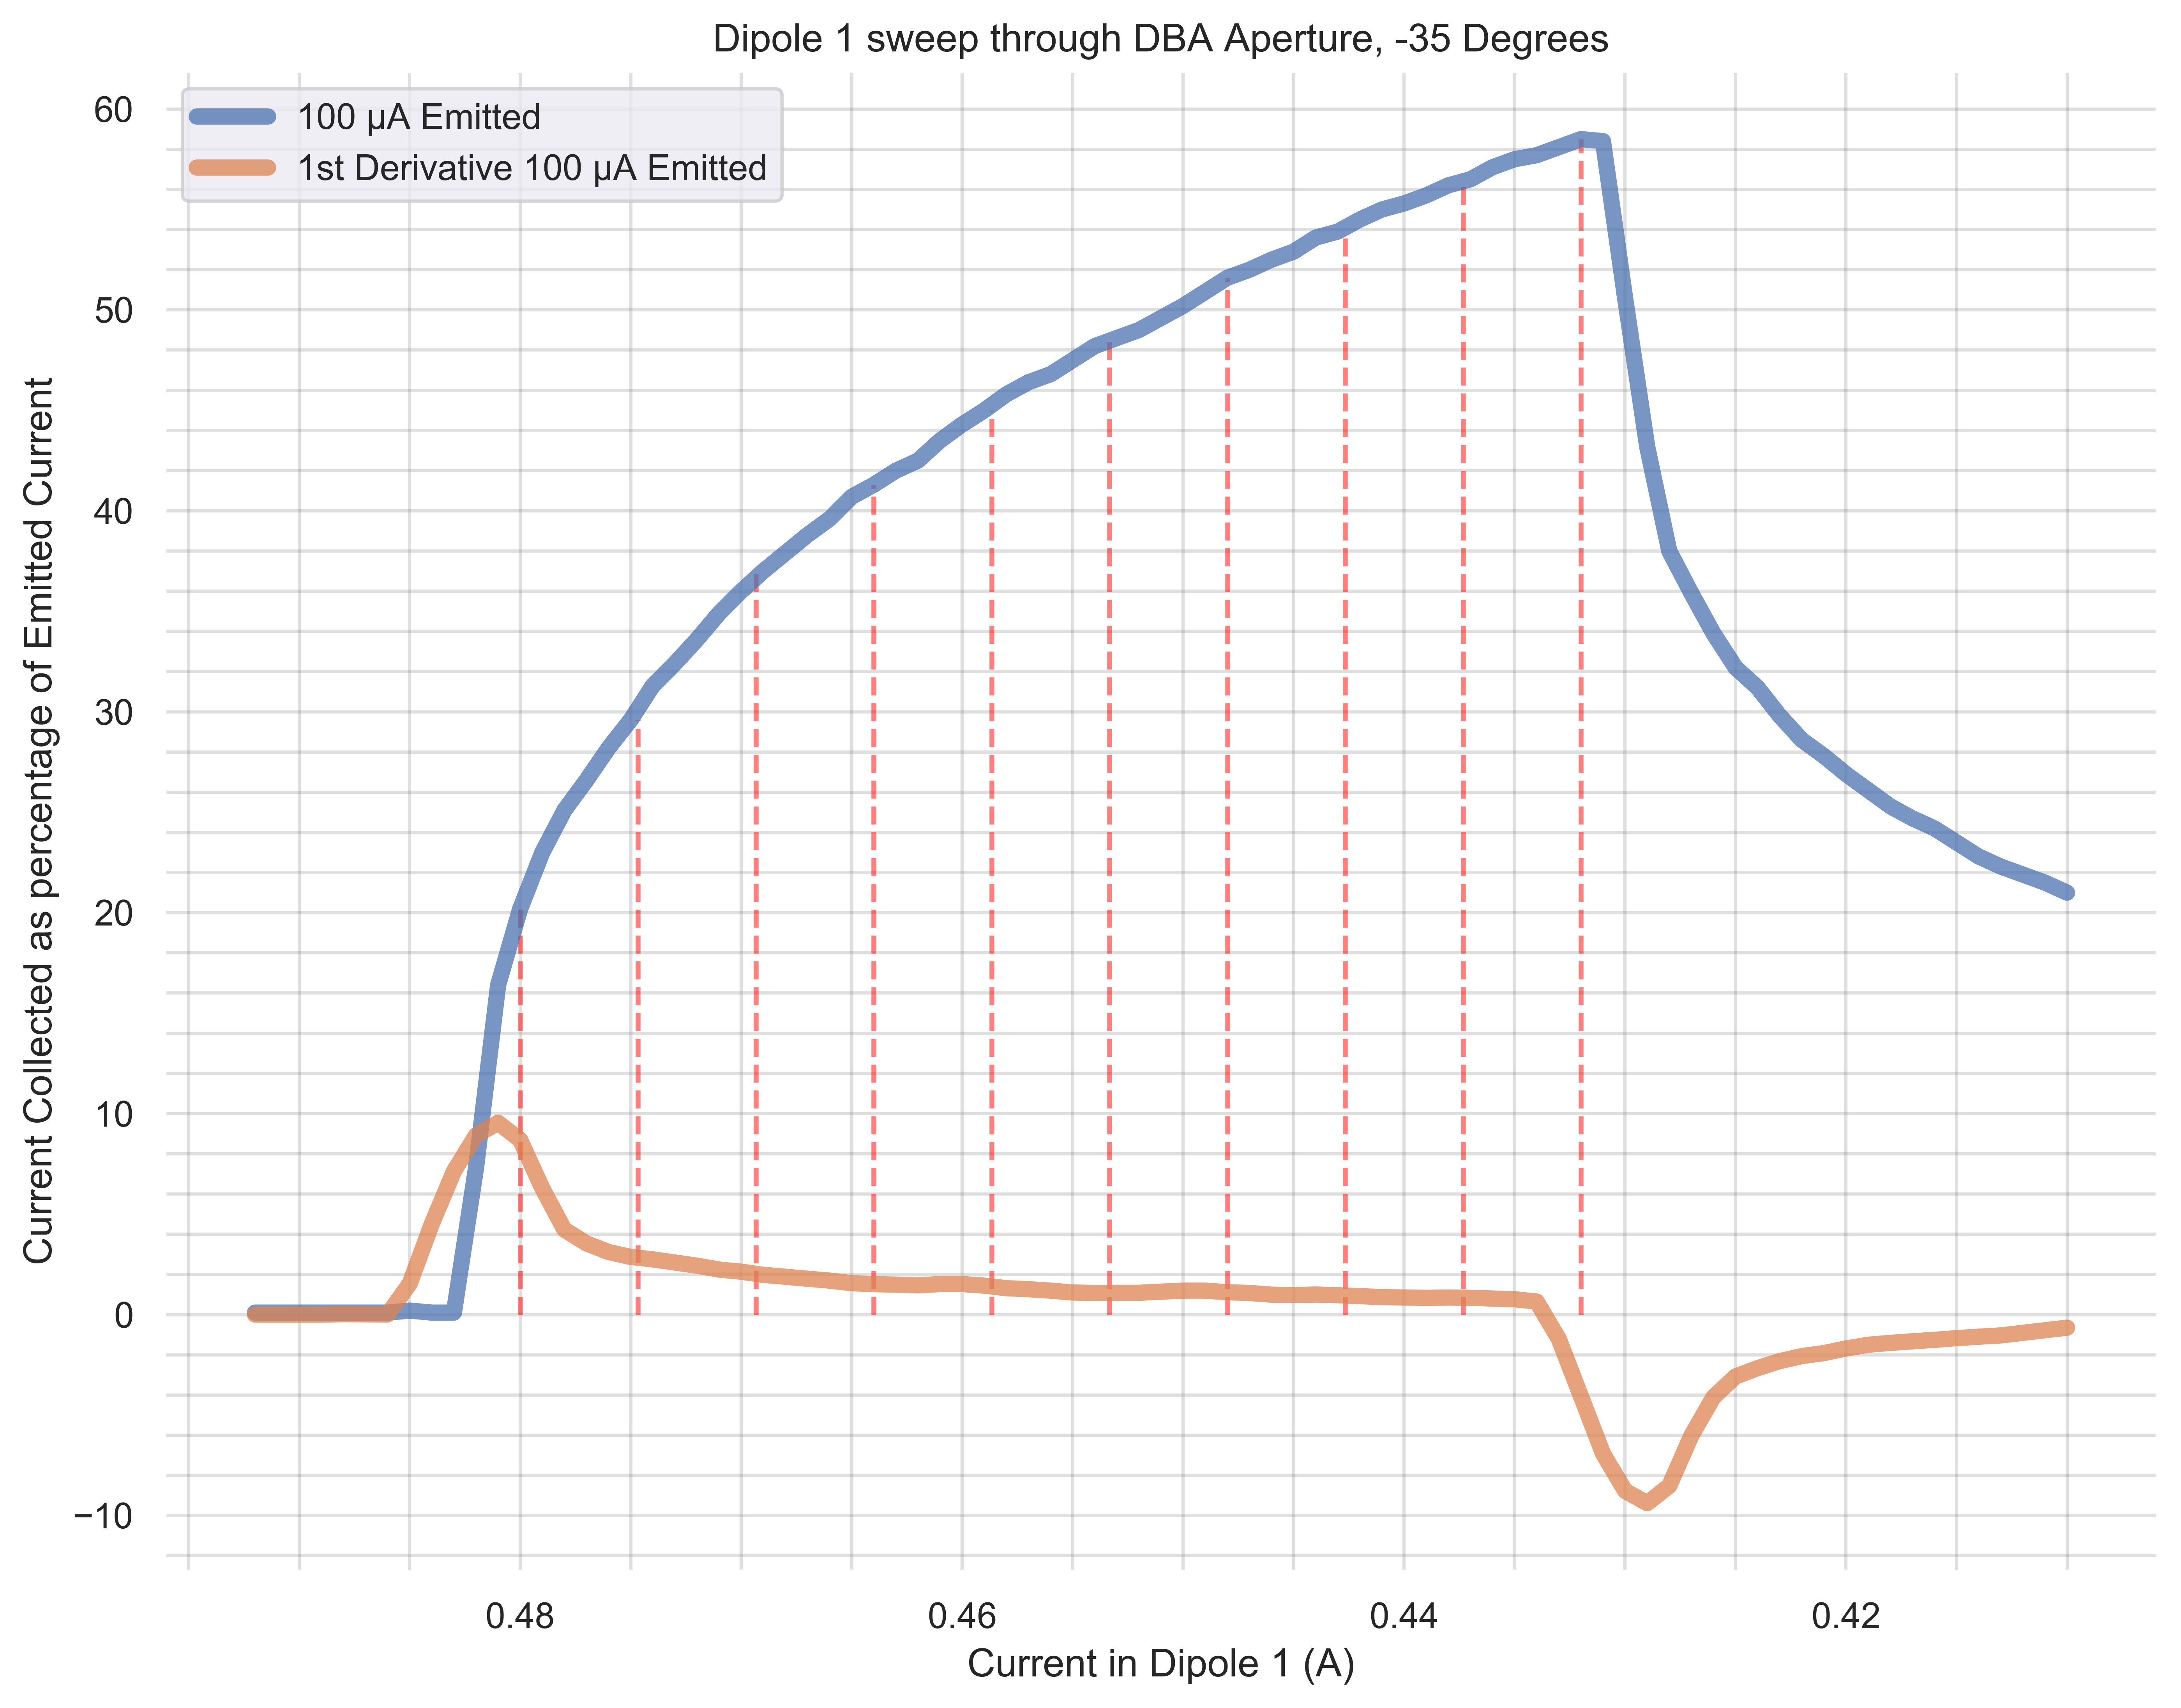 Dipole 1 sweep through DBA Aperture, -35 Degrees
100 µA Emitted
1st Derivative 100 µA Emitted
60
50
40
30
20
10
0
−10
Current Collected as percentage of Emitted Current
0.48
0.46
0.44
0.42
Current in Dipole 1 (A)